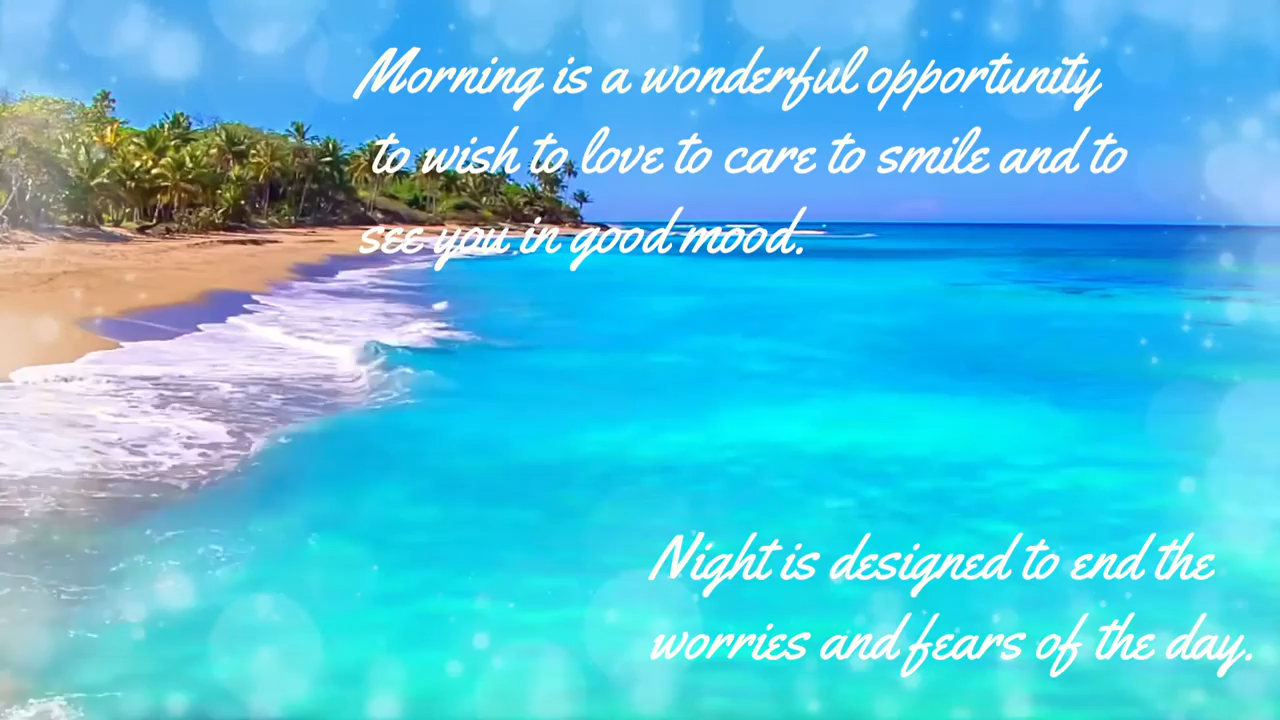 Morning is a wonderful opportunity
to wish to love to care to smile and to
see you in good mood.
Night is designed to end the
worries and fears of the day.